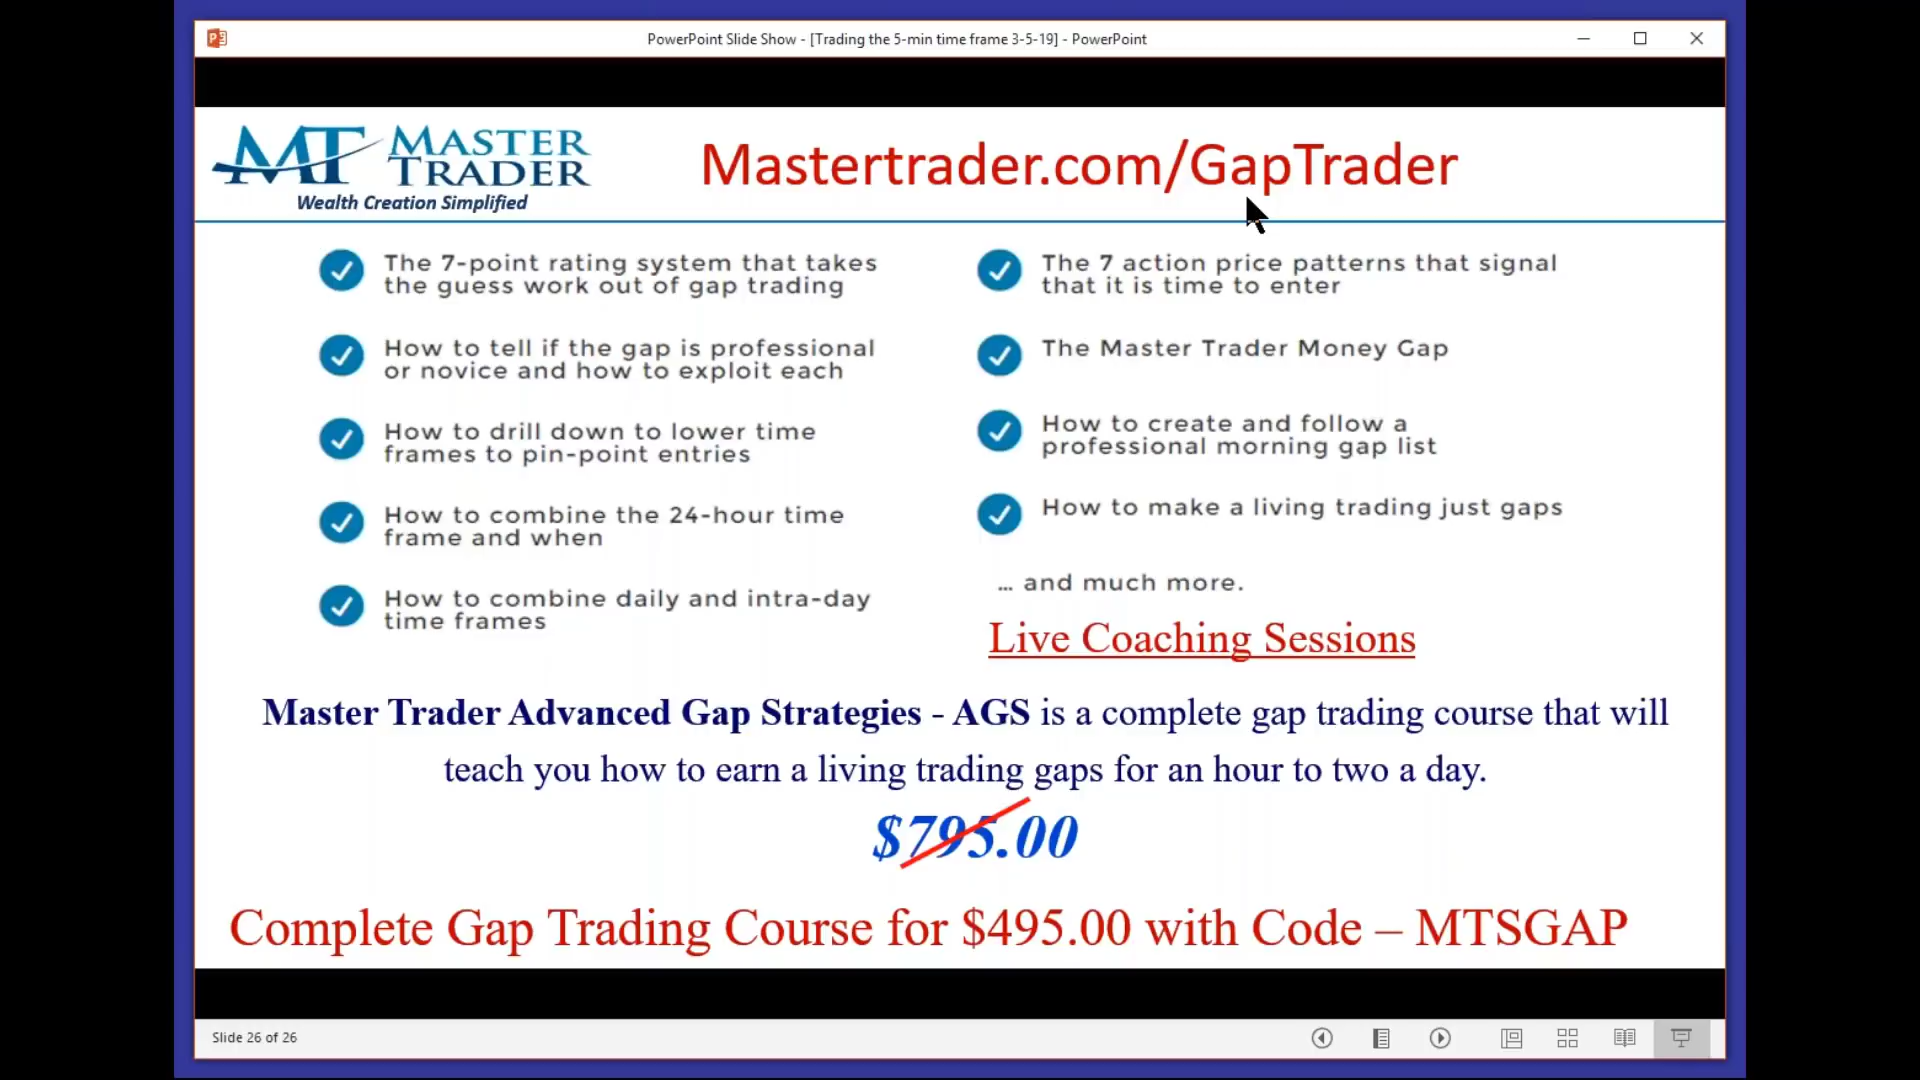 PowerPoint Slide Show - [Trading the 5-min time frame 3-5-19] - PowerPoint
MT MASTER TRADER
Wealth Creation Simplified
Mastertrader.com/GapTrader
The 7-point rating system that takes
the guess work out of gap trading
How to tell if the gap is professional
or novice and how to exploit each
How to drill down to lower time
frames to pin-point entries
How to combine the 24-hour time
frame and when
How to combine daily and intra-day
time frames
The 7 action price patterns that signal
that it is time to enter
The Master Trader Money Gap
How to create and follow a
professional morning gap list
How to make a living trading just gaps
... and much more.
Live Coaching Sessions
Master Trader Advanced Gap Strategies - AGS is a complete gap trading course that will
teach you how to earn a living trading gaps for an hour to two a day.
$795.00
Complete Gap Trading Course for $495.00 with Code – MTSGAP
Slide 26 of 26